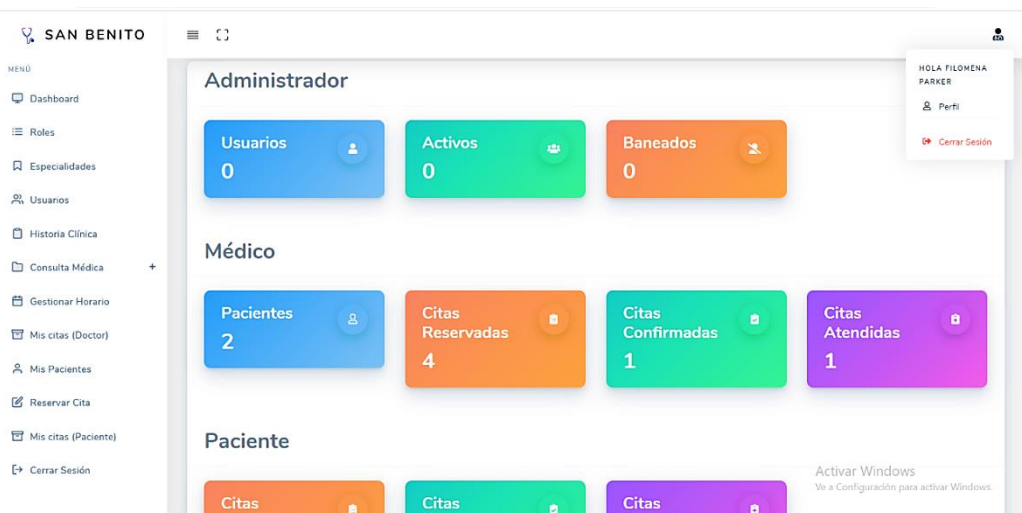 SAN BENITO
MENÚ
Dashboard
Roles
Especialidades
Usuarios
Historia Clínica
Consulta Médica +
Gestionar Horario
Mis citas (Doctor)
Mis Pacientes
Reservar Cita
Mis citas (Paciente)
Cerrar Sesión
HOLA FILOMENA
PARKER
Perfil
Cerrar Sesión
Administrador
Usuarios
0
Activos
0
Baneados
0
Médico
Pacientes
2
Citas
Reservadas
4
Citas
Confirmadas
1
Citas
Atendidas
1
Paciente
Citas
Citas
Citas
Activar Windows
Ve a Configuración para activar Windows.